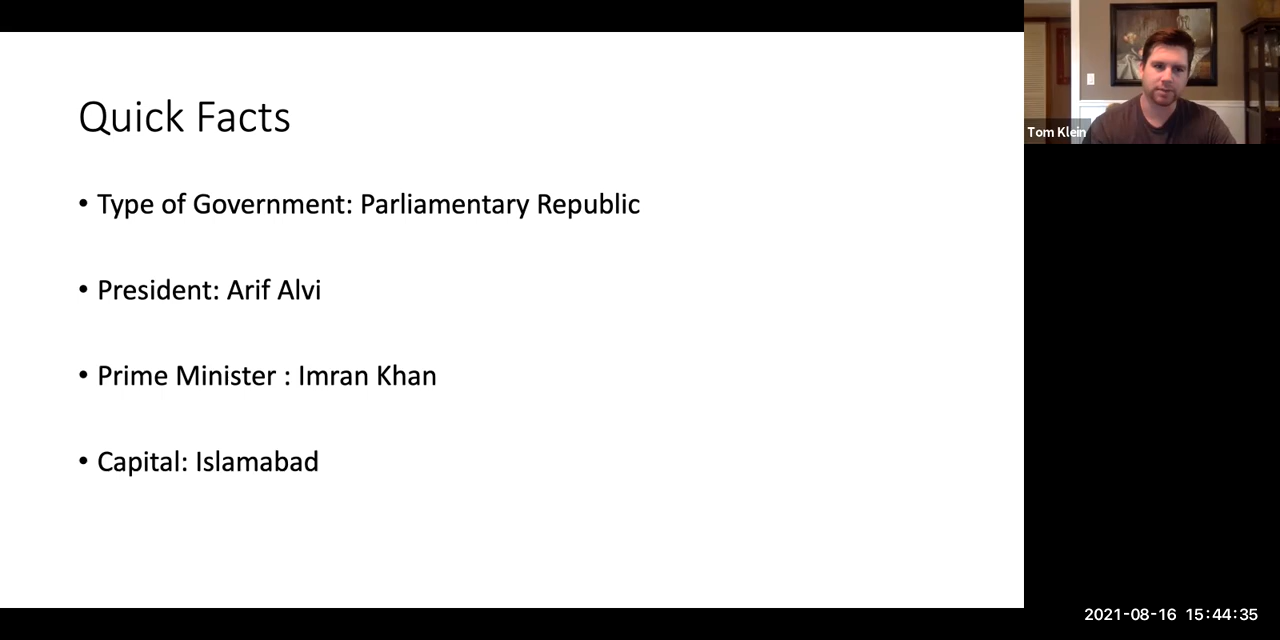 Quick Facts
• Type of Government: Parliamentary Republic
• President: Arif Alvi
• Prime Minister : Imran Khan
• Capital: Islamabad
Tom Klein
2021-08-16 15:44:35